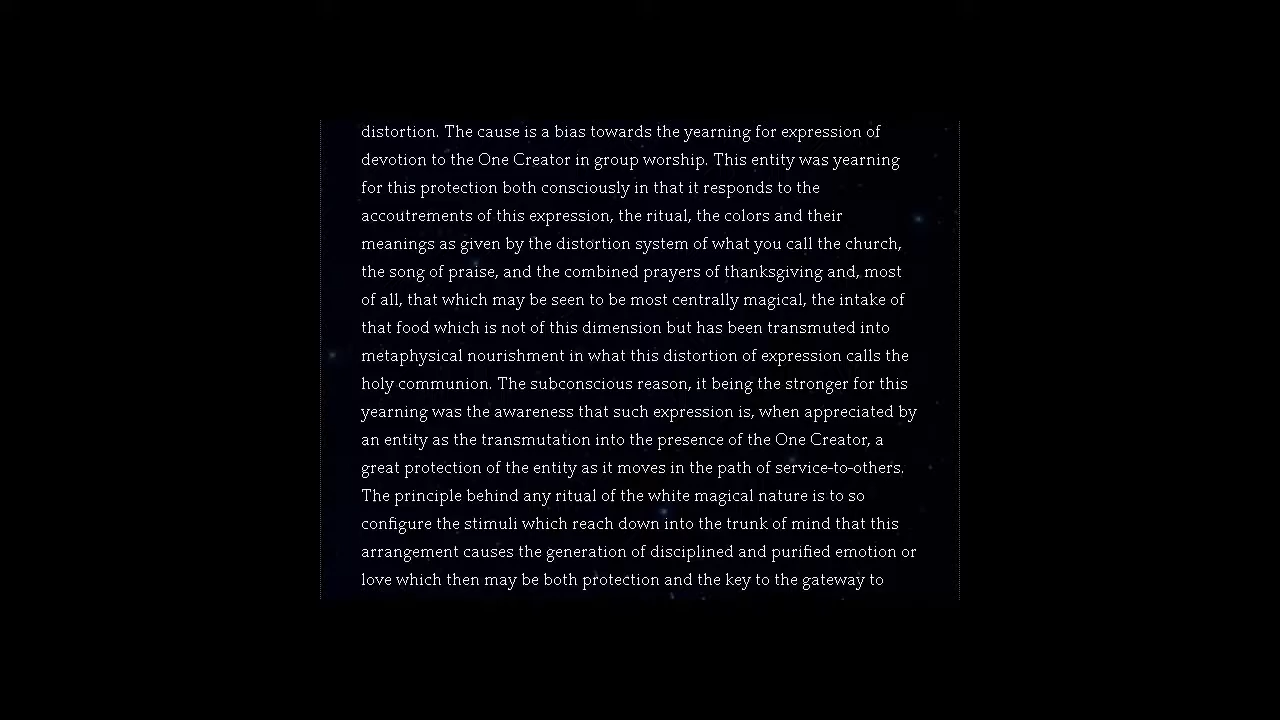 distortion. The cause is a bias towards the yearning for expression of
devotion to the One Creator in group worship. This entity was yearning
for this protection both consciously in that it responds to the
accoutrements of this expression, the ritual, the colors and their
meanings as given by the distortion system of what you call the church,
the song of praise, and the combined prayers of thanksgiving and, most
of all, that which may be seen to be most centrally magical, the intake of
that food which is not of this dimension but has been transmuted into
metaphysical nourishment in what this distortion of expression calls the
holy communion. The subconscious reason, it being the stronger for this
yearning was the awareness that such expression is, when appreciated by
an entity as the transmutation into the presence of the One Creator, a
great protection of the entity as it moves in the path of service-to-others.
The principle behind any ritual of the white magical nature is to so
configure the stimuli which reach down into the trunk of mind that this
arrangement causes the generation of disciplined and purified emotion or
love which then may be both protection and the key to the gateway to